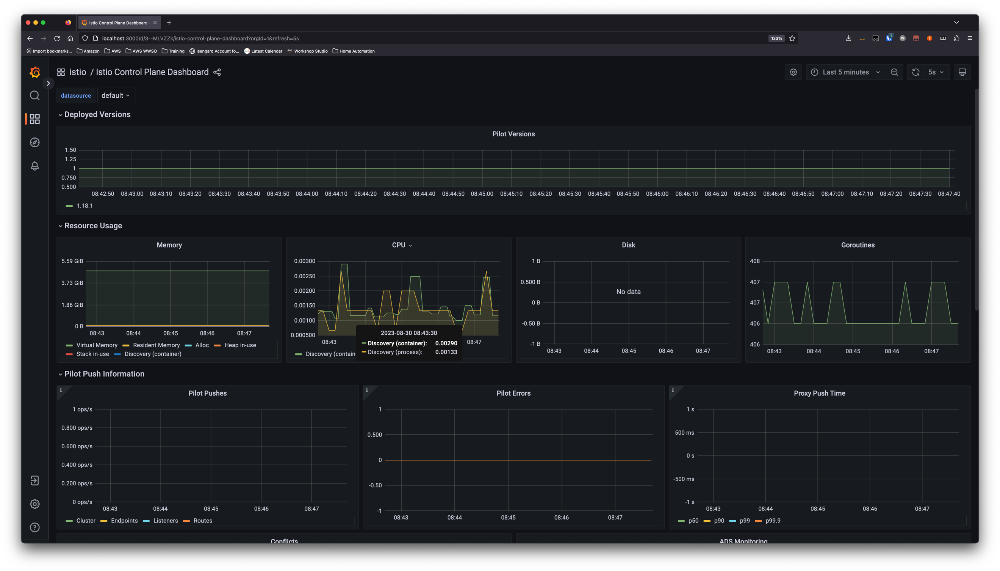 Istio Control Plane Dashboard -
localhost:3000/d/3--MLVZZk/istio-control-plane-dashboard?orgId=1&refresh=5s
133%
1
W
Import bookmarks...
Amazon
AWS
AWS WWSO
Training
Isengard Account fo...
Latest Calendar
aws
Workshop Studio
Home Automation
istio / Istio Control Plane Dashboard
Last 5 minutes
5s
datasource
default
Deployed Versions
Pilot Versions
1.50
1.25
1
0.750
0.500
08:42:50 08:43:00 08:43:10 08:43:20 08:43:30 08:43:40 08:43:50 08:44:00 08:44:10 08:44:20 08:44:30 08:44:40 08:44:50 08:45:00 08:45:10 08:45:20 08:45:30 08:45:40 08:45:50 08:46:00 08:46:10 08:46:20 08:46:30 08:46:40 08:46:50 08:47:00 08:47:10 08:47:20 08:47:30 08:47:40
1.18.1
Resource Usage
Memory
5.59 GiB
3.73 GiB
1.86 GiB
0 B
08:43 08:44 08:45 08:46 08:47
Virtual Memory Resident Memory Alloc Heap in-use
Stack in-use Discovery (container)
CPU
0.00300
0.00250
0.00200
0.00150
0.00100
0.000500
08:43 08:47
Discovery (contain
2023-08-30 08:43:30
Discovery (container): 0.00290
Discovery (process): 0.00133
Disk
1 B
0.500 B
No data
0 B
-0.50 B
-1 B
08:43 08:44 08:45 08:46 08:47
Goroutines
408
407
407
406
406
08:43 08:44 08:45 08:46 08:47
Pilot Push Information
i
Pilot Pushes
1 ops/s
0.800 ops/s
0.600 ops/s
0.400 ops/s
0.200 ops/s
0 ops/s
08:43 08:44 08:45 08:46 08:47
Cluster Endpoints Listeners Routes
i
Pilot Errors
1
0.500
0
-0.50
-1
08:43 08:44 08:45 08:46 08:47
i
Proxy Push Time
1 s
500 ms
0 s
-500 ms
-1 s
08:43 08:44 08:45 08:46 08:47
p50 p90 p99 p99.9
Conflicts
ADS Monitoring